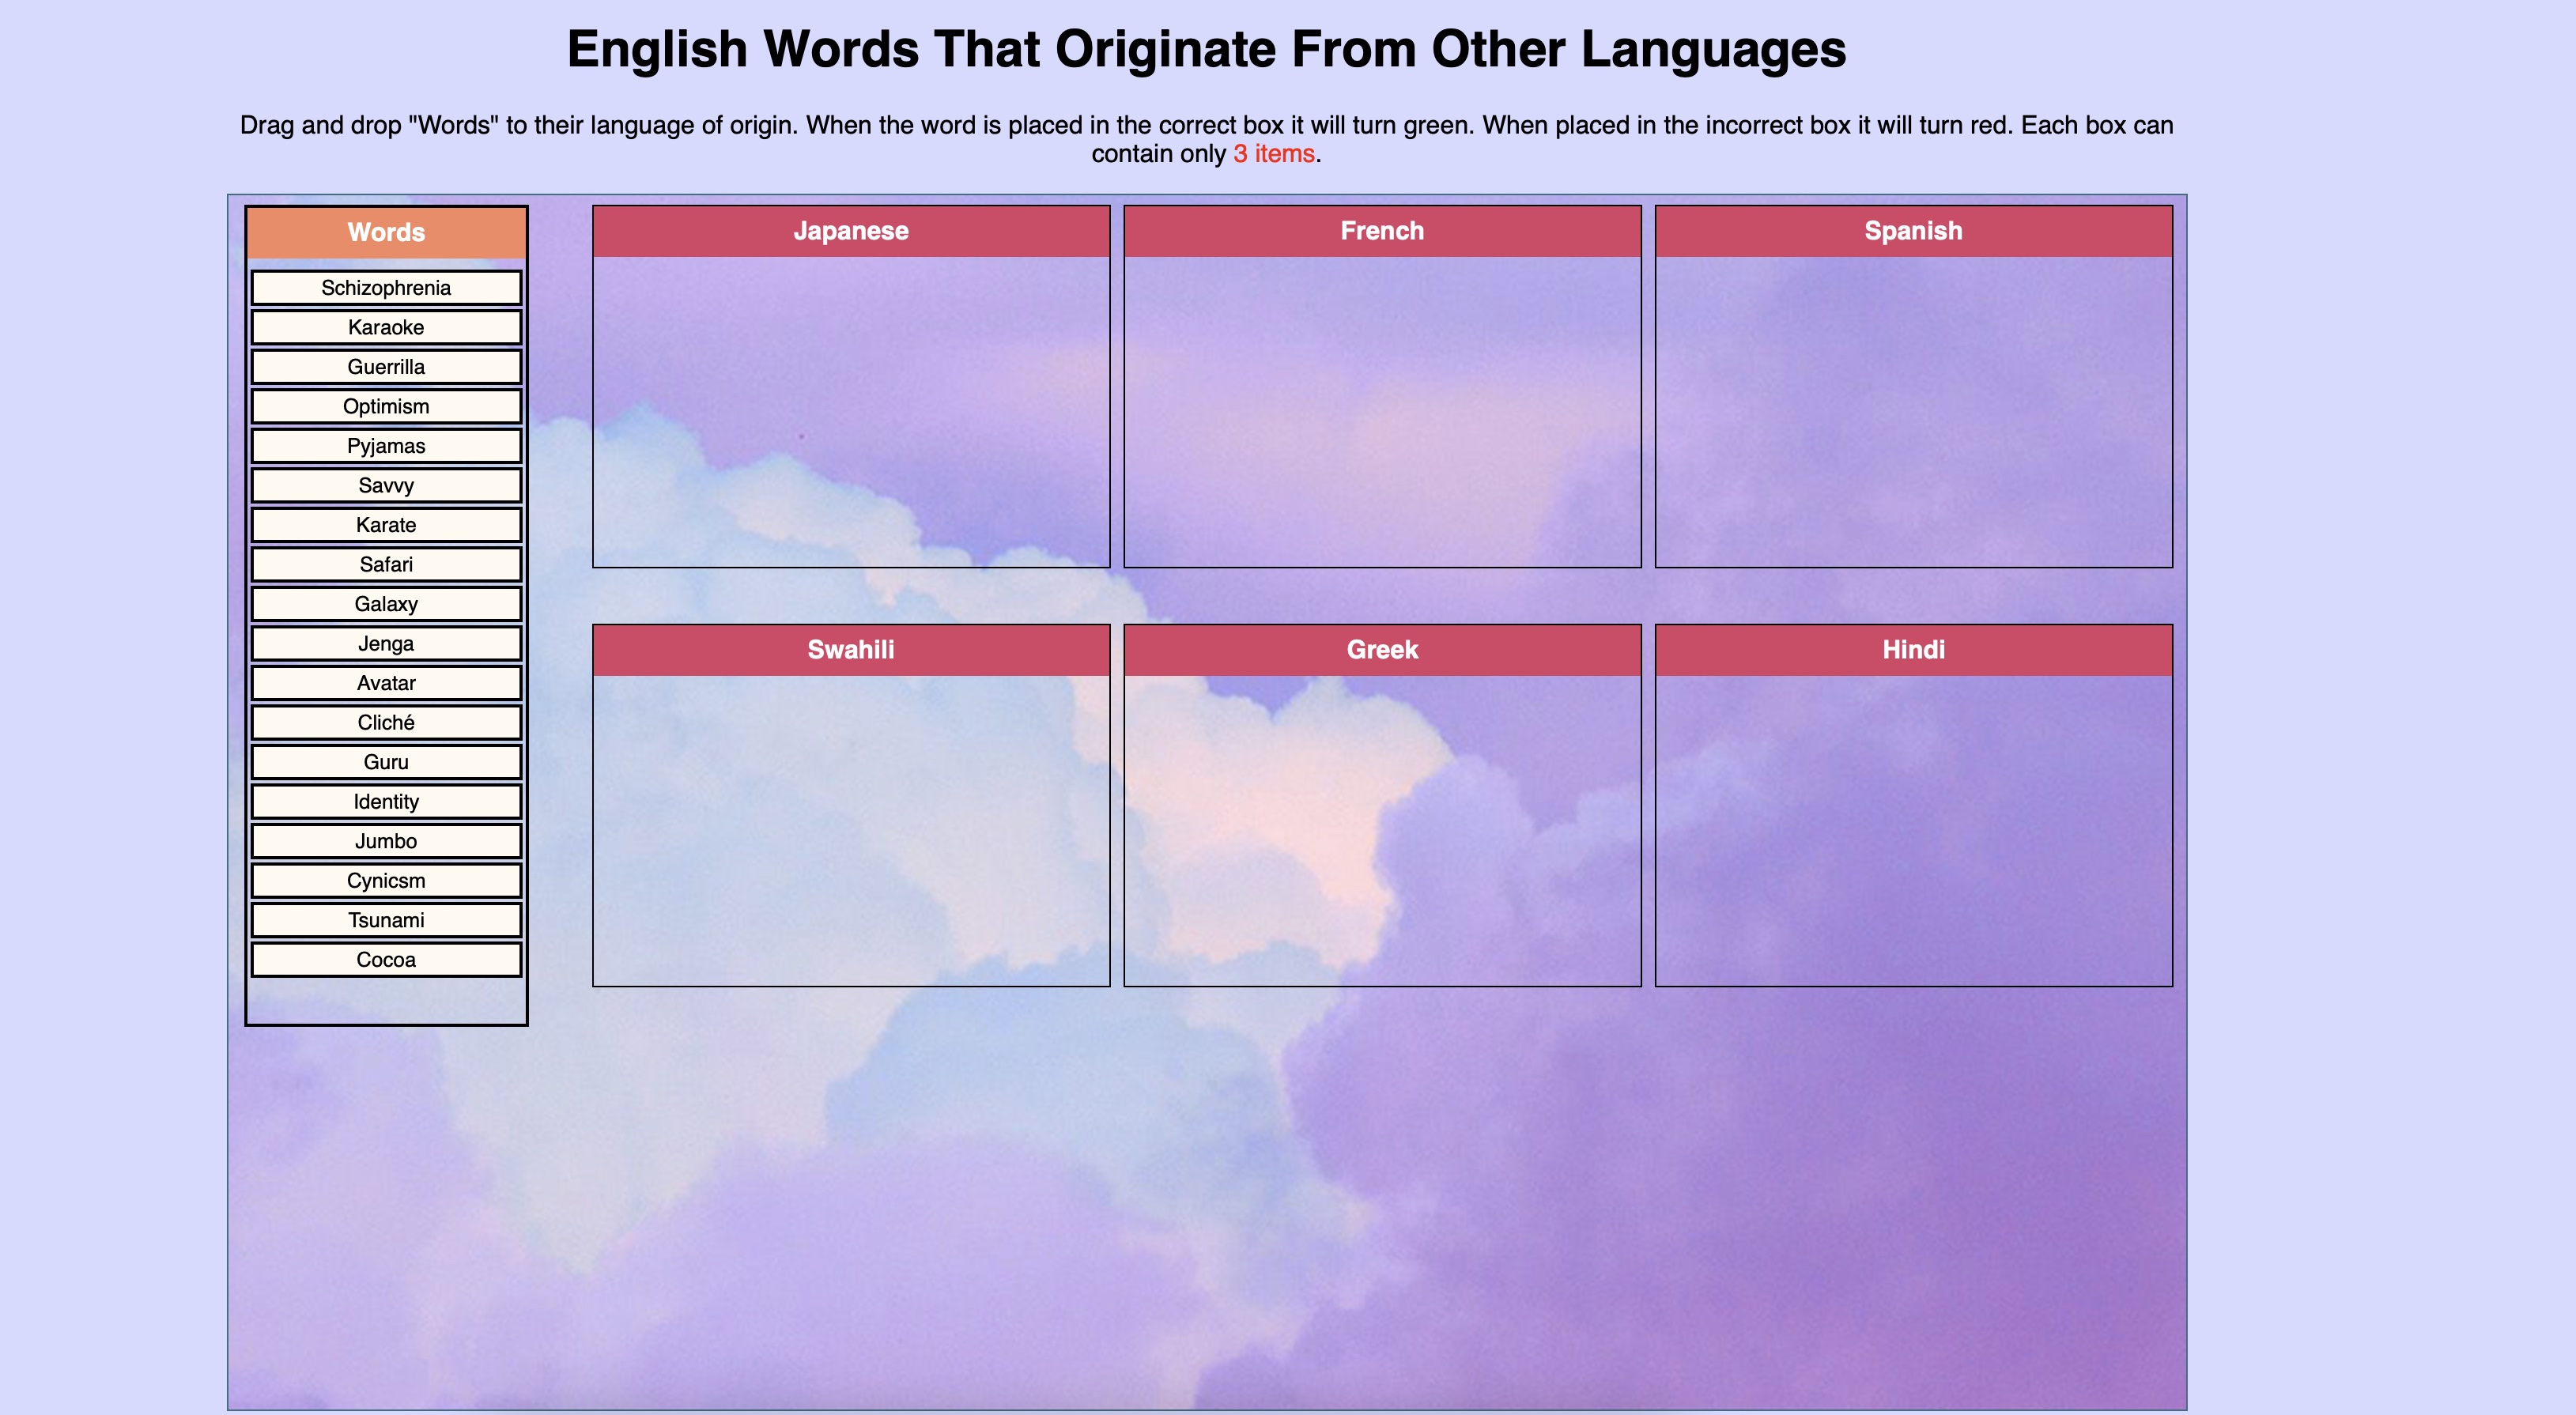 English Words That Originate From Other Languages
Drag and drop "Words" to their language of origin. When the word is placed in the correct box it will turn green. When placed in the incorrect box it will turn red. Each box can
contain only 3 items.
Words
Schizophrenia
Karaoke
Guerrilla
Optimism
Pyjamas
Savvy
Karate
Safari
Galaxy
Jenga
Avatar
Cliché
Guru
Identity
Jumbo
Cynicsm
Tsunami
Cocoa
Japanese
French
Spanish
Swahili
Greek
Hindi